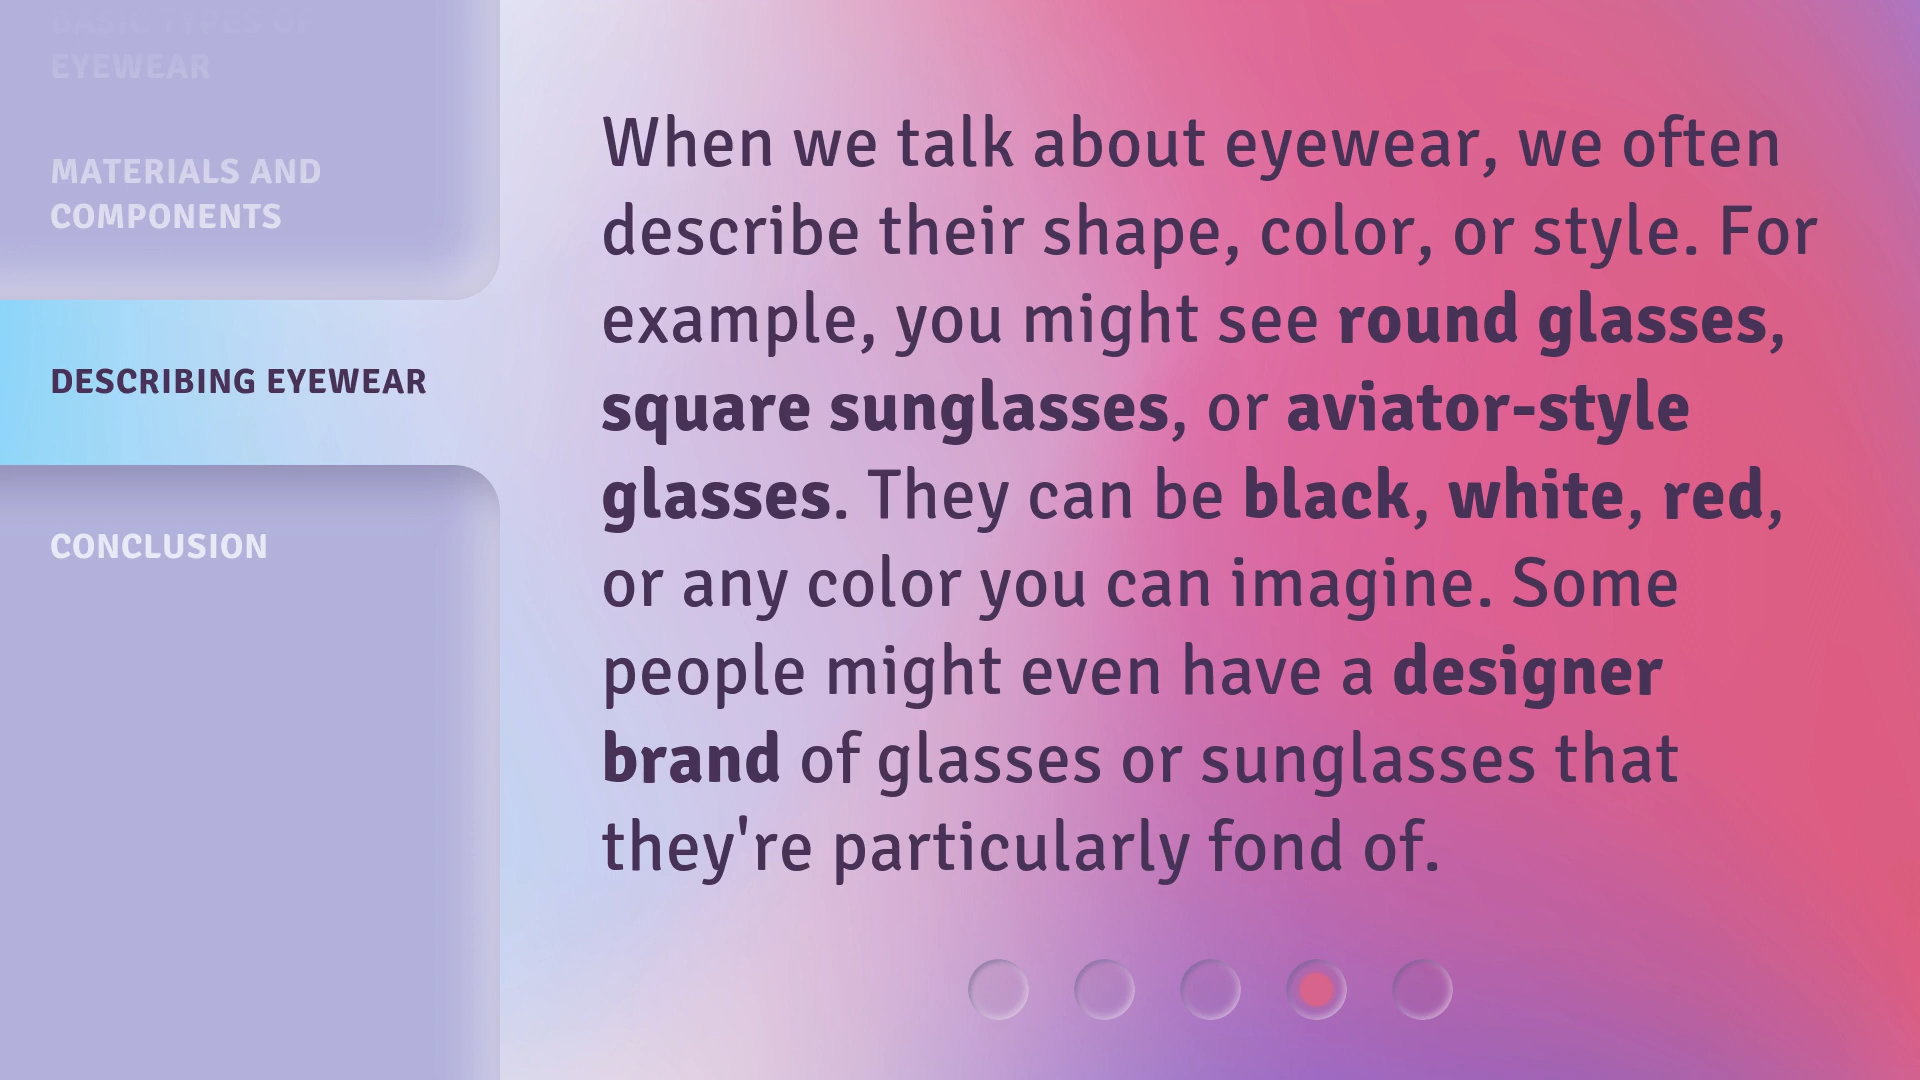 BASIC TYPES OF
EYEWEAR
MATERIALS AND
COMPONENTS
DESCRIBING EYEWEAR
CONCLUSION
When we talk about eyewear, we often
describe their shape, color, or style. For
example, you might see round glasses,
square sunglasses, or aviator-style
glasses. They can be black, white, red,
or any color you can imagine. Some
people might even have a designer
brand of glasses or sunglasses that
they're particularly fond of.